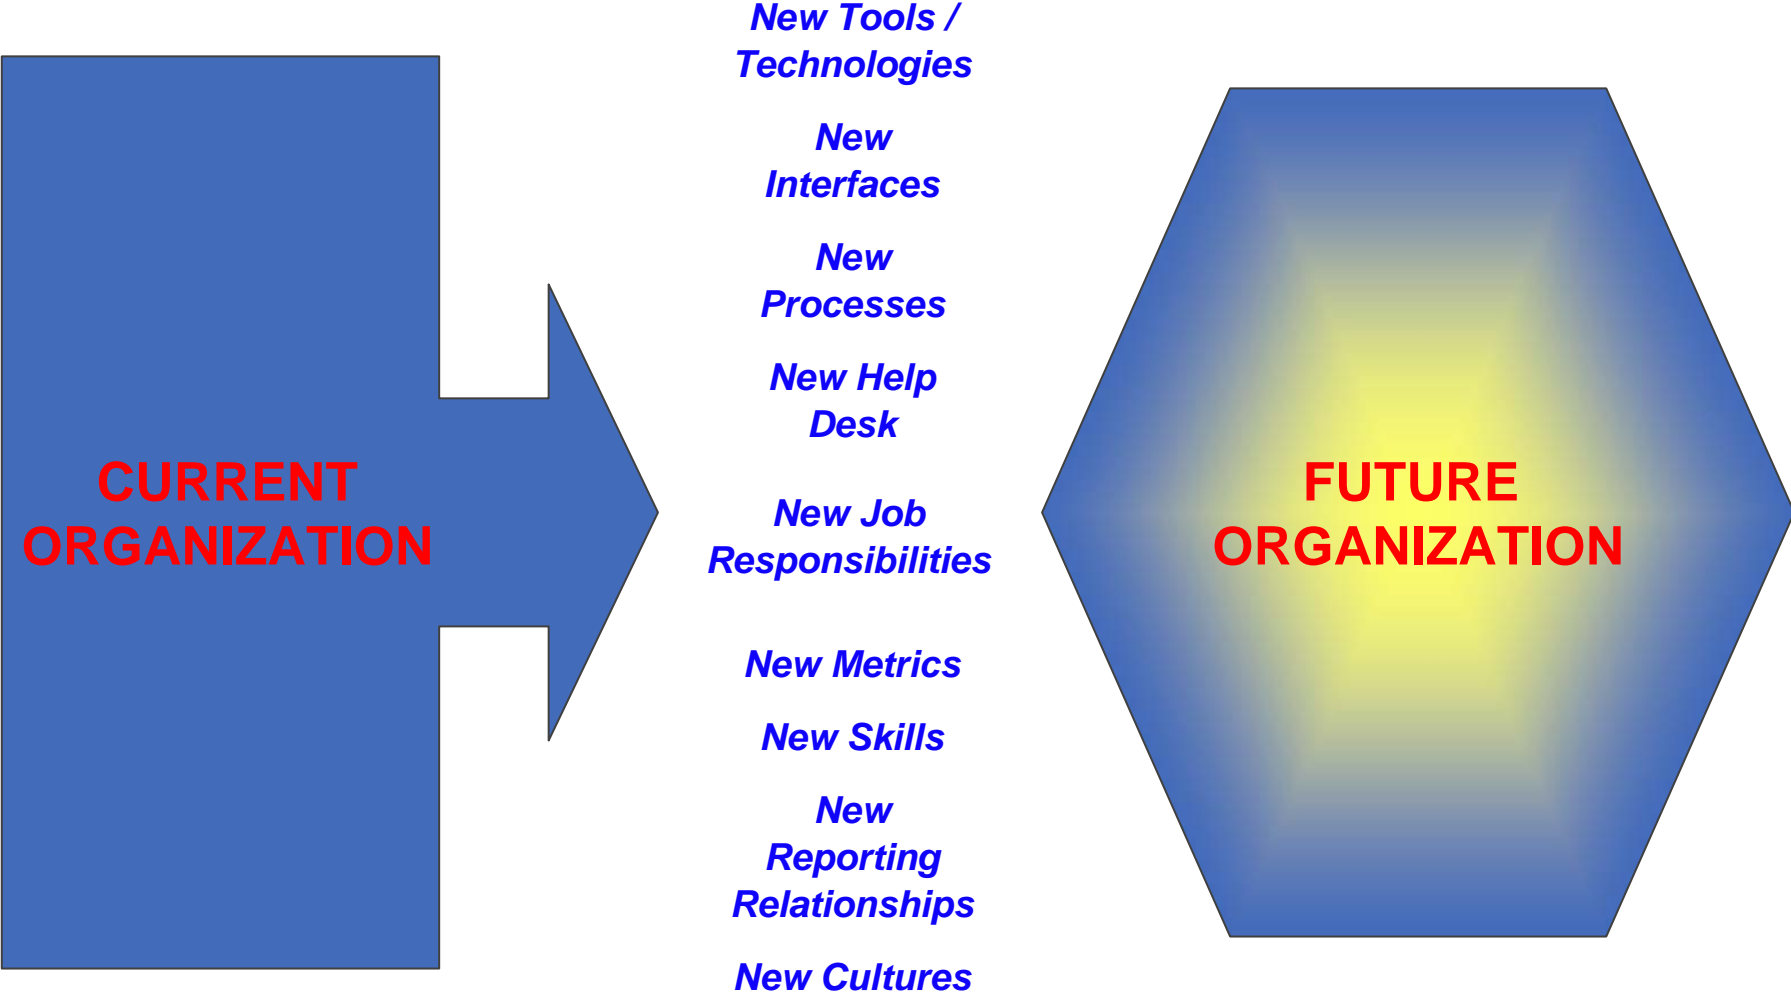 CURRENT
ORGANIZATION
New Tools /
Technologies
New
Interfaces
New
Processes
New Help
Desk
New Job
Responsibilities
New Metrics
New Skills
New
Reporting
Relationships
New Cultures
FUTURE
ORGANIZATION